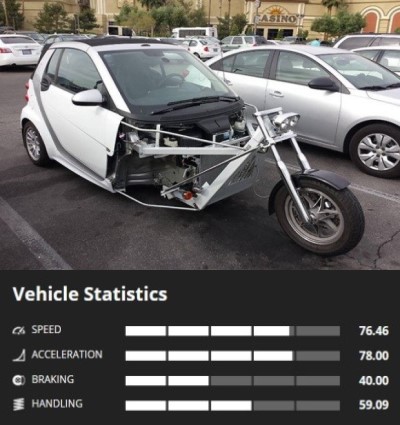 CASINO
Vehicle Statistics
SPEED 76.46
ACCELERATION 78.00
BRAKING 40.00
HANDLING 59.09